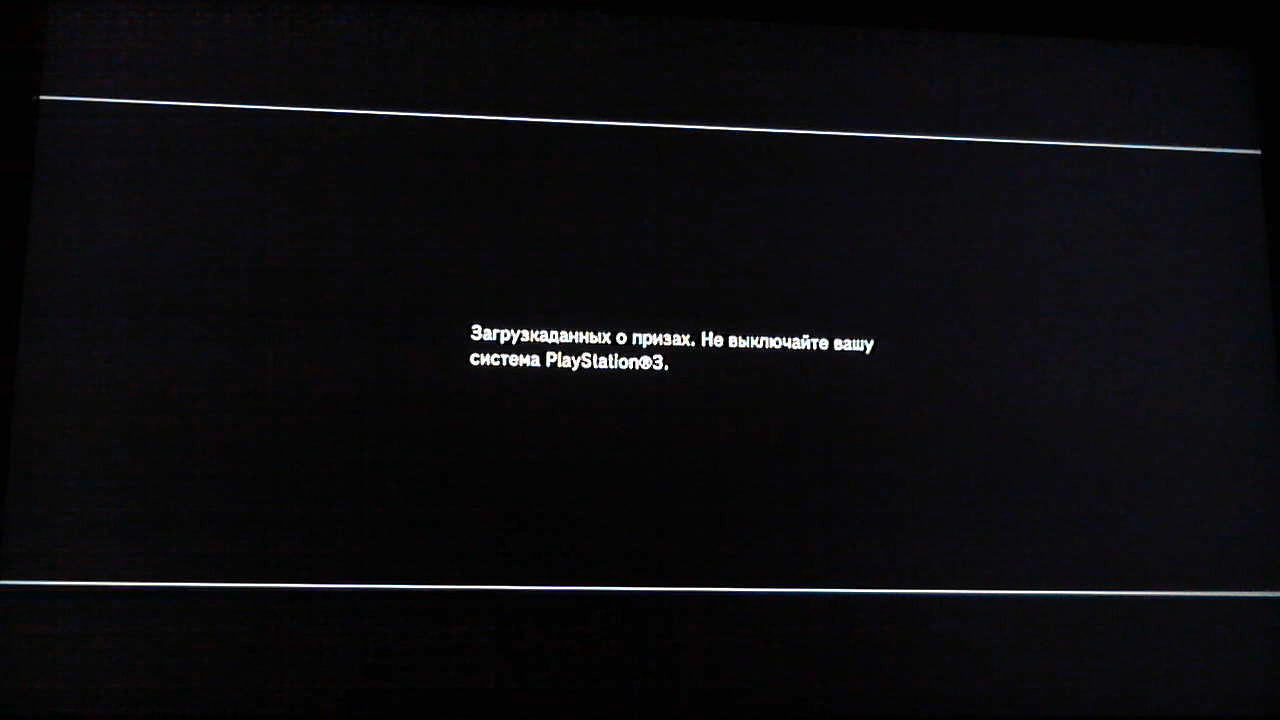 Загрузкаданных о призах. Не выключайте вашу
система PlayStation®3.